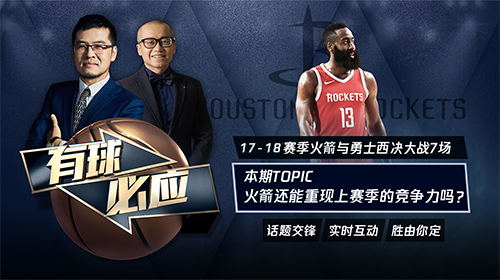 HOUSTON ROCKETS
ROCKETS
13
有球
必应
17-18赛季火箭与勇士西决大战7场
本期TOPIC
火箭还能重现上赛季的竞争力吗?
话题交锋 实时互动 胜由你定